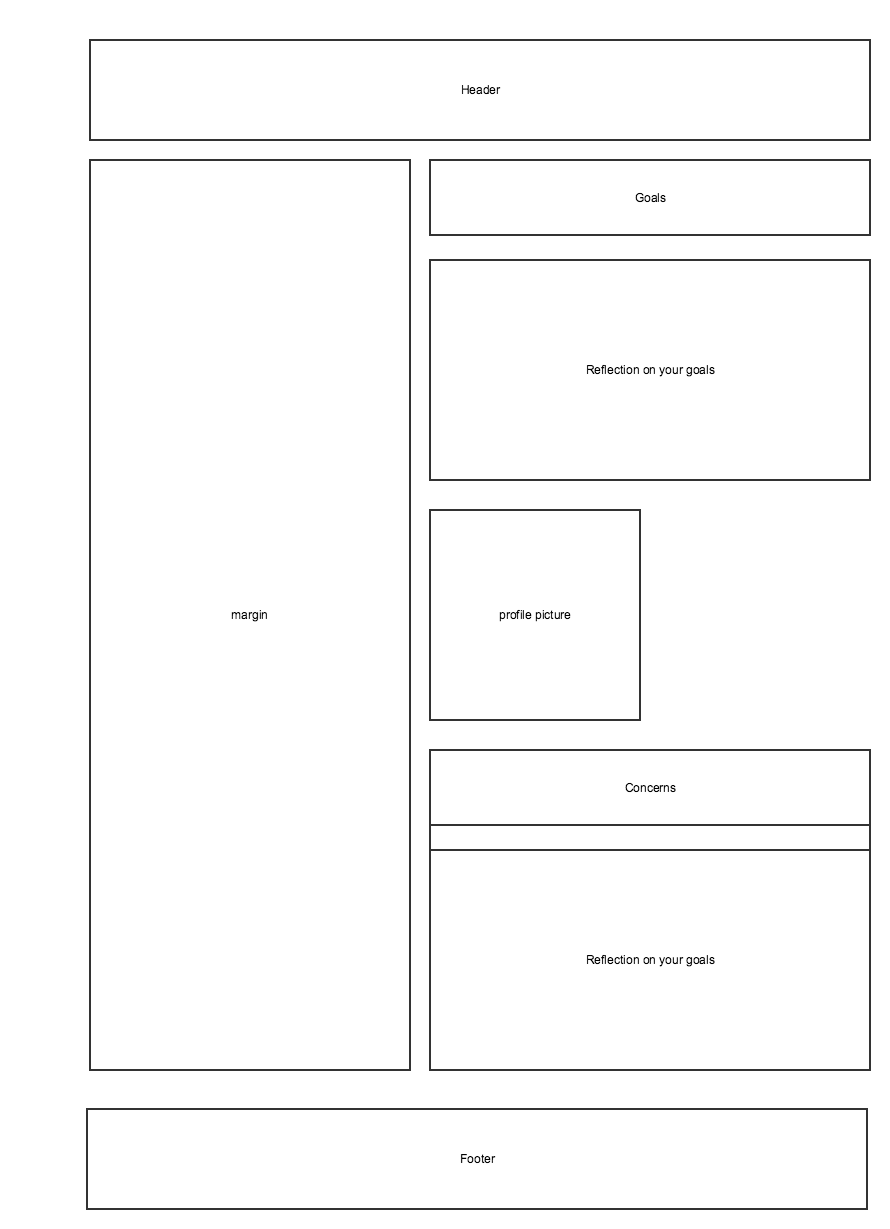 Header
Goals
Reflection on your goals
margin
profile picture
Concerns
Reflection on your goals
Footer